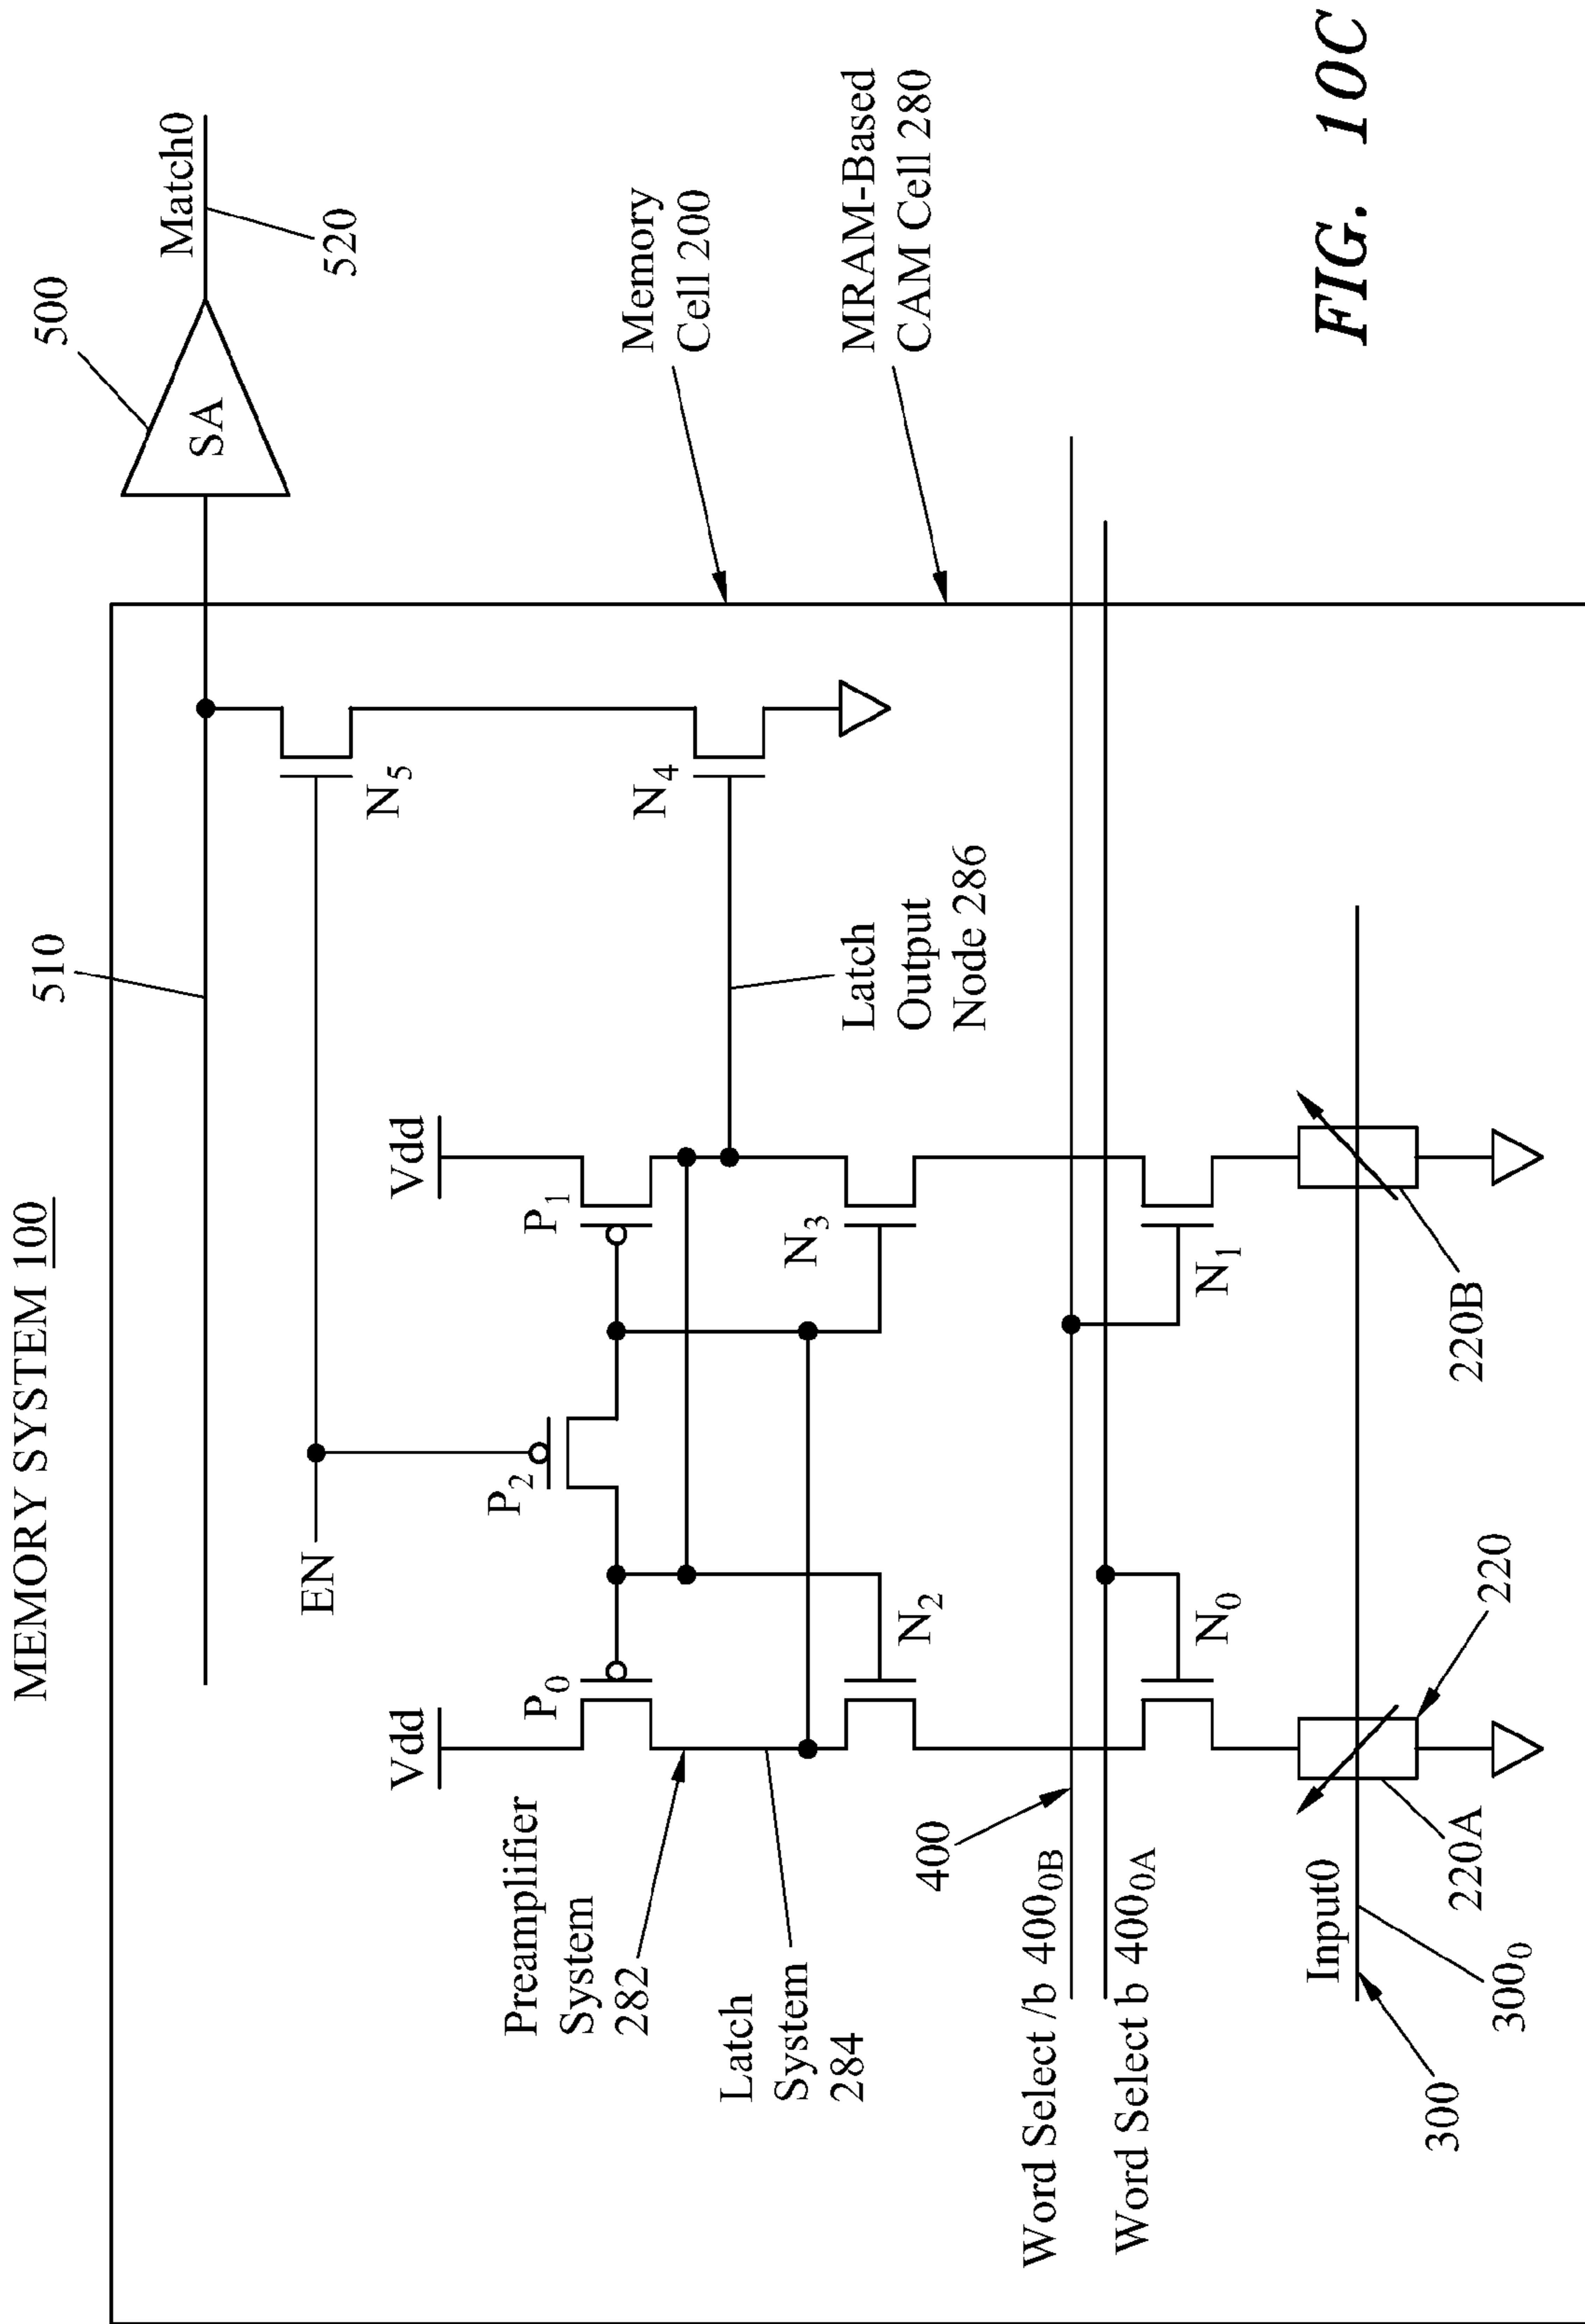 MEMORY SYSTEM 100
510
500
SA
Match0
520
EN
N5
N4
Vdd
Vdd
P0
P1
P2
N2
N3
N0
N1
Preamplifier
System
282
Latch
System
284
Latch
Output
Node 286
Memory
Cell 200
MRAM-Based
CAM Cell 280
400
Word Select /b 4000B
Word Select b 4000A
Input0
300
3000
220A
220
220B
FIG. 10C